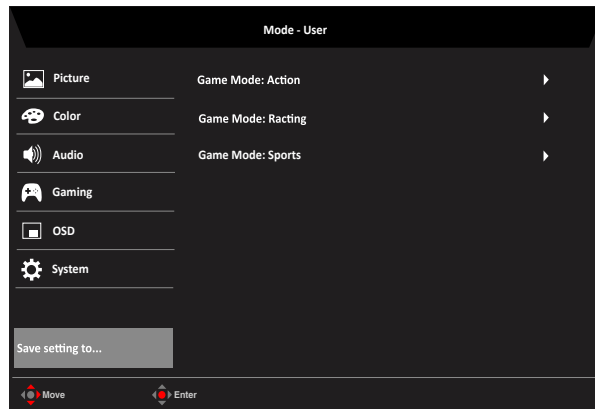 Mode - User
Picture
Game Mode: Action
Color
Game Mode: Racting
Audio
Game Mode: Sports
Gaming
OSD
System
Save setting to...
Move
Enter